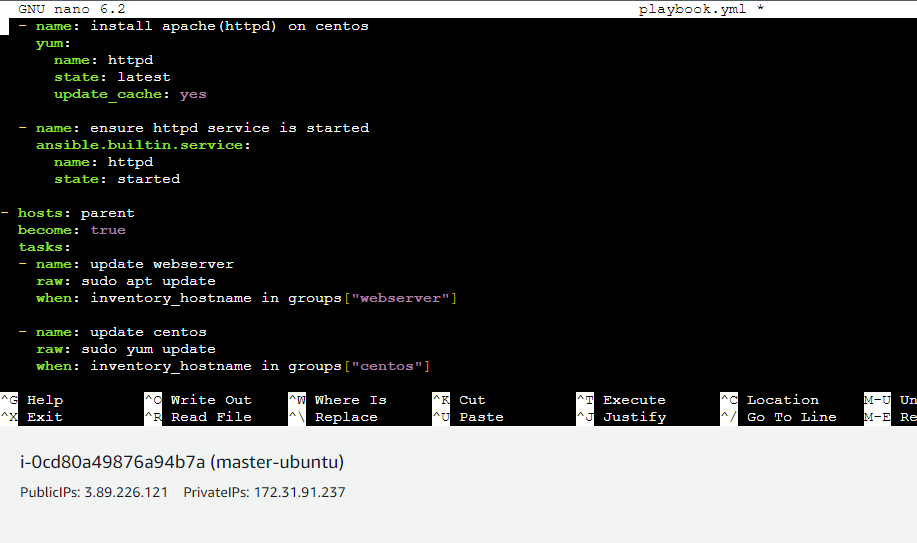 GNU nano 6.2 playbook.yml *
- name: install apache(httpd) on centos
yum:
name: httpd
state: latest
update_cache: yes
- name: ensure httpd service is started
ansible.builtin.service:
name: httpd
state: started
- hosts: parent
become: true
tasks:
- name: update webserver
raw: sudo apt update
when: inventory_hostname in groups["webserver"]
- name: update centos
raw: sudo yum update
when: inventory_hostname in groups["centos"]
^G Help ^O Write Out ^W Where Is ^K Cut ^T Execute ^C Location M-U Un
^X Exit ^R Read File ^\ Replace ^U Paste ^J Justify ^/ Go To Line M-E Re
i-0cd80a49876a94b7a (master-ubuntu)
PublicIPs: 3.89.226.121 PrivateIPs: 172.31.91.237